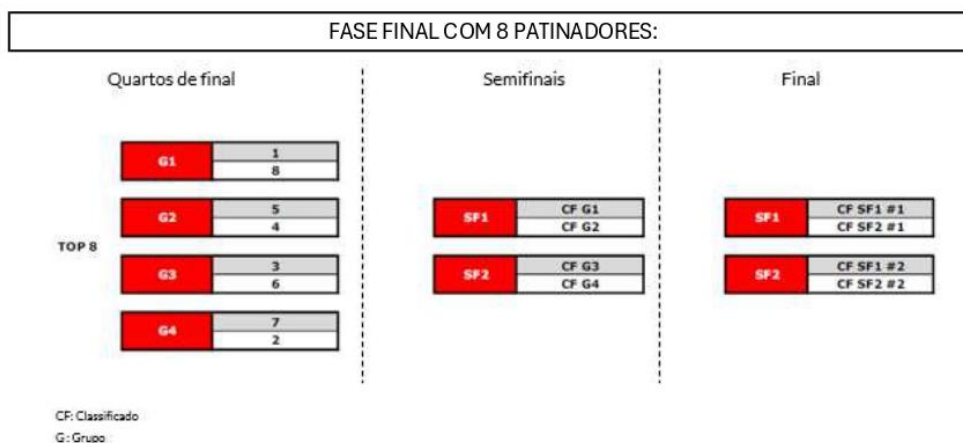 FASE FINAL COM 8 PATINADORES:
Quartos de final
Semifinais
Final
TOP 8
G1
1
8
G2
5
4
G3
3
6
G4
7
2
SF1
CF G1
CF G2
SF2
CF G3
CF G4
SF1
CF SF1 #1
CF SF2 #1
SF2
CF SF1 #2
CF SF2 #2
CF: Classificado
G: Grupo